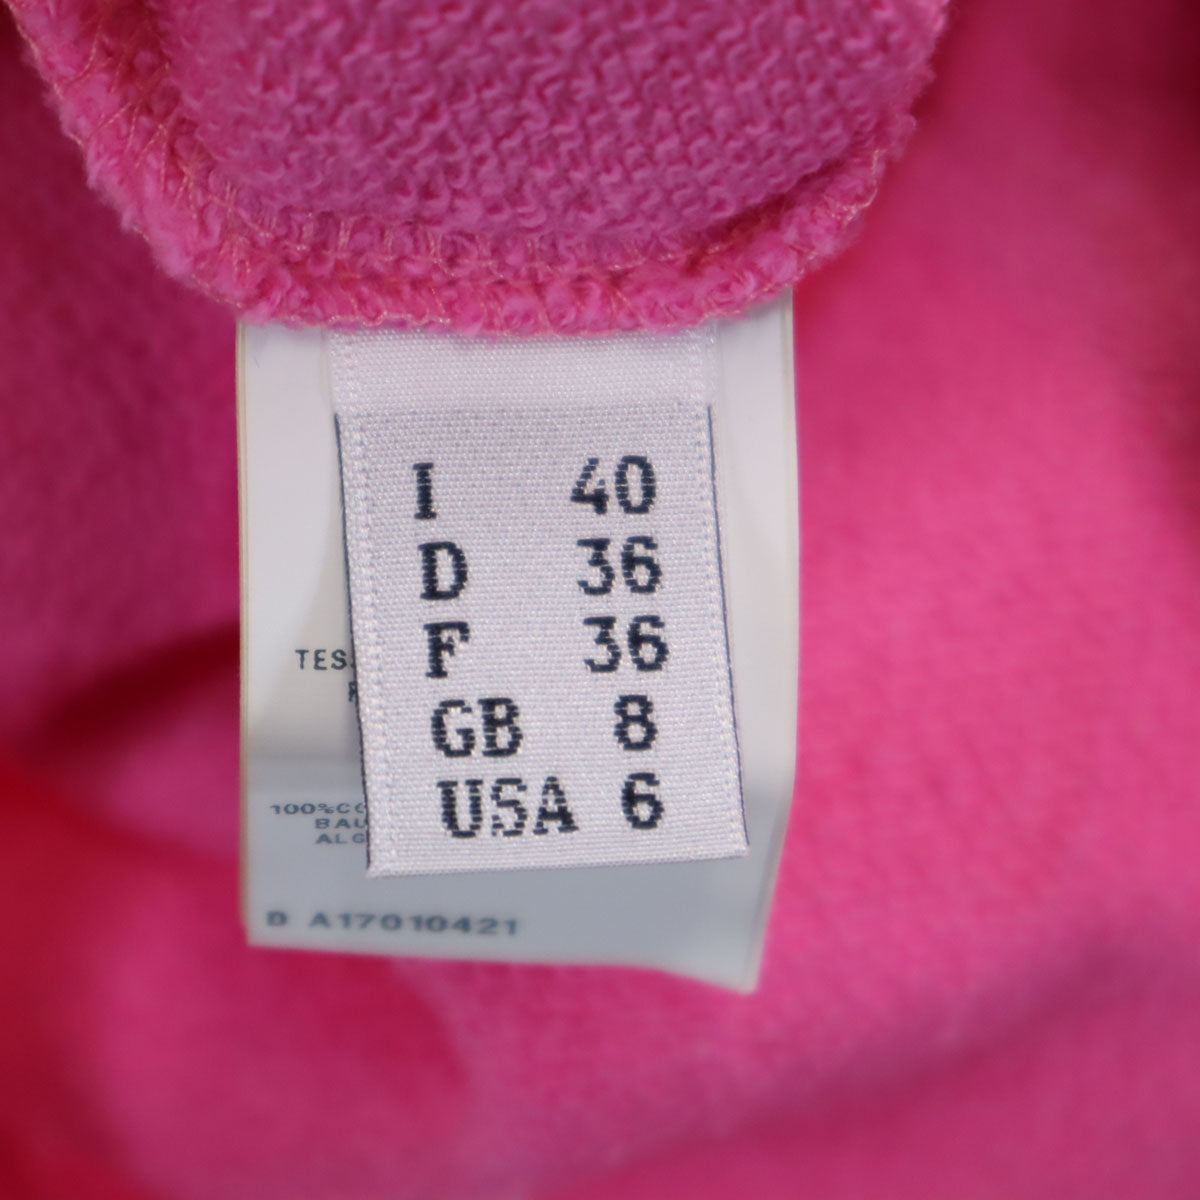 I 40
D 36
F 36
GB 8
USA 6
TES
100%CO
BAU
ALG
A17010421